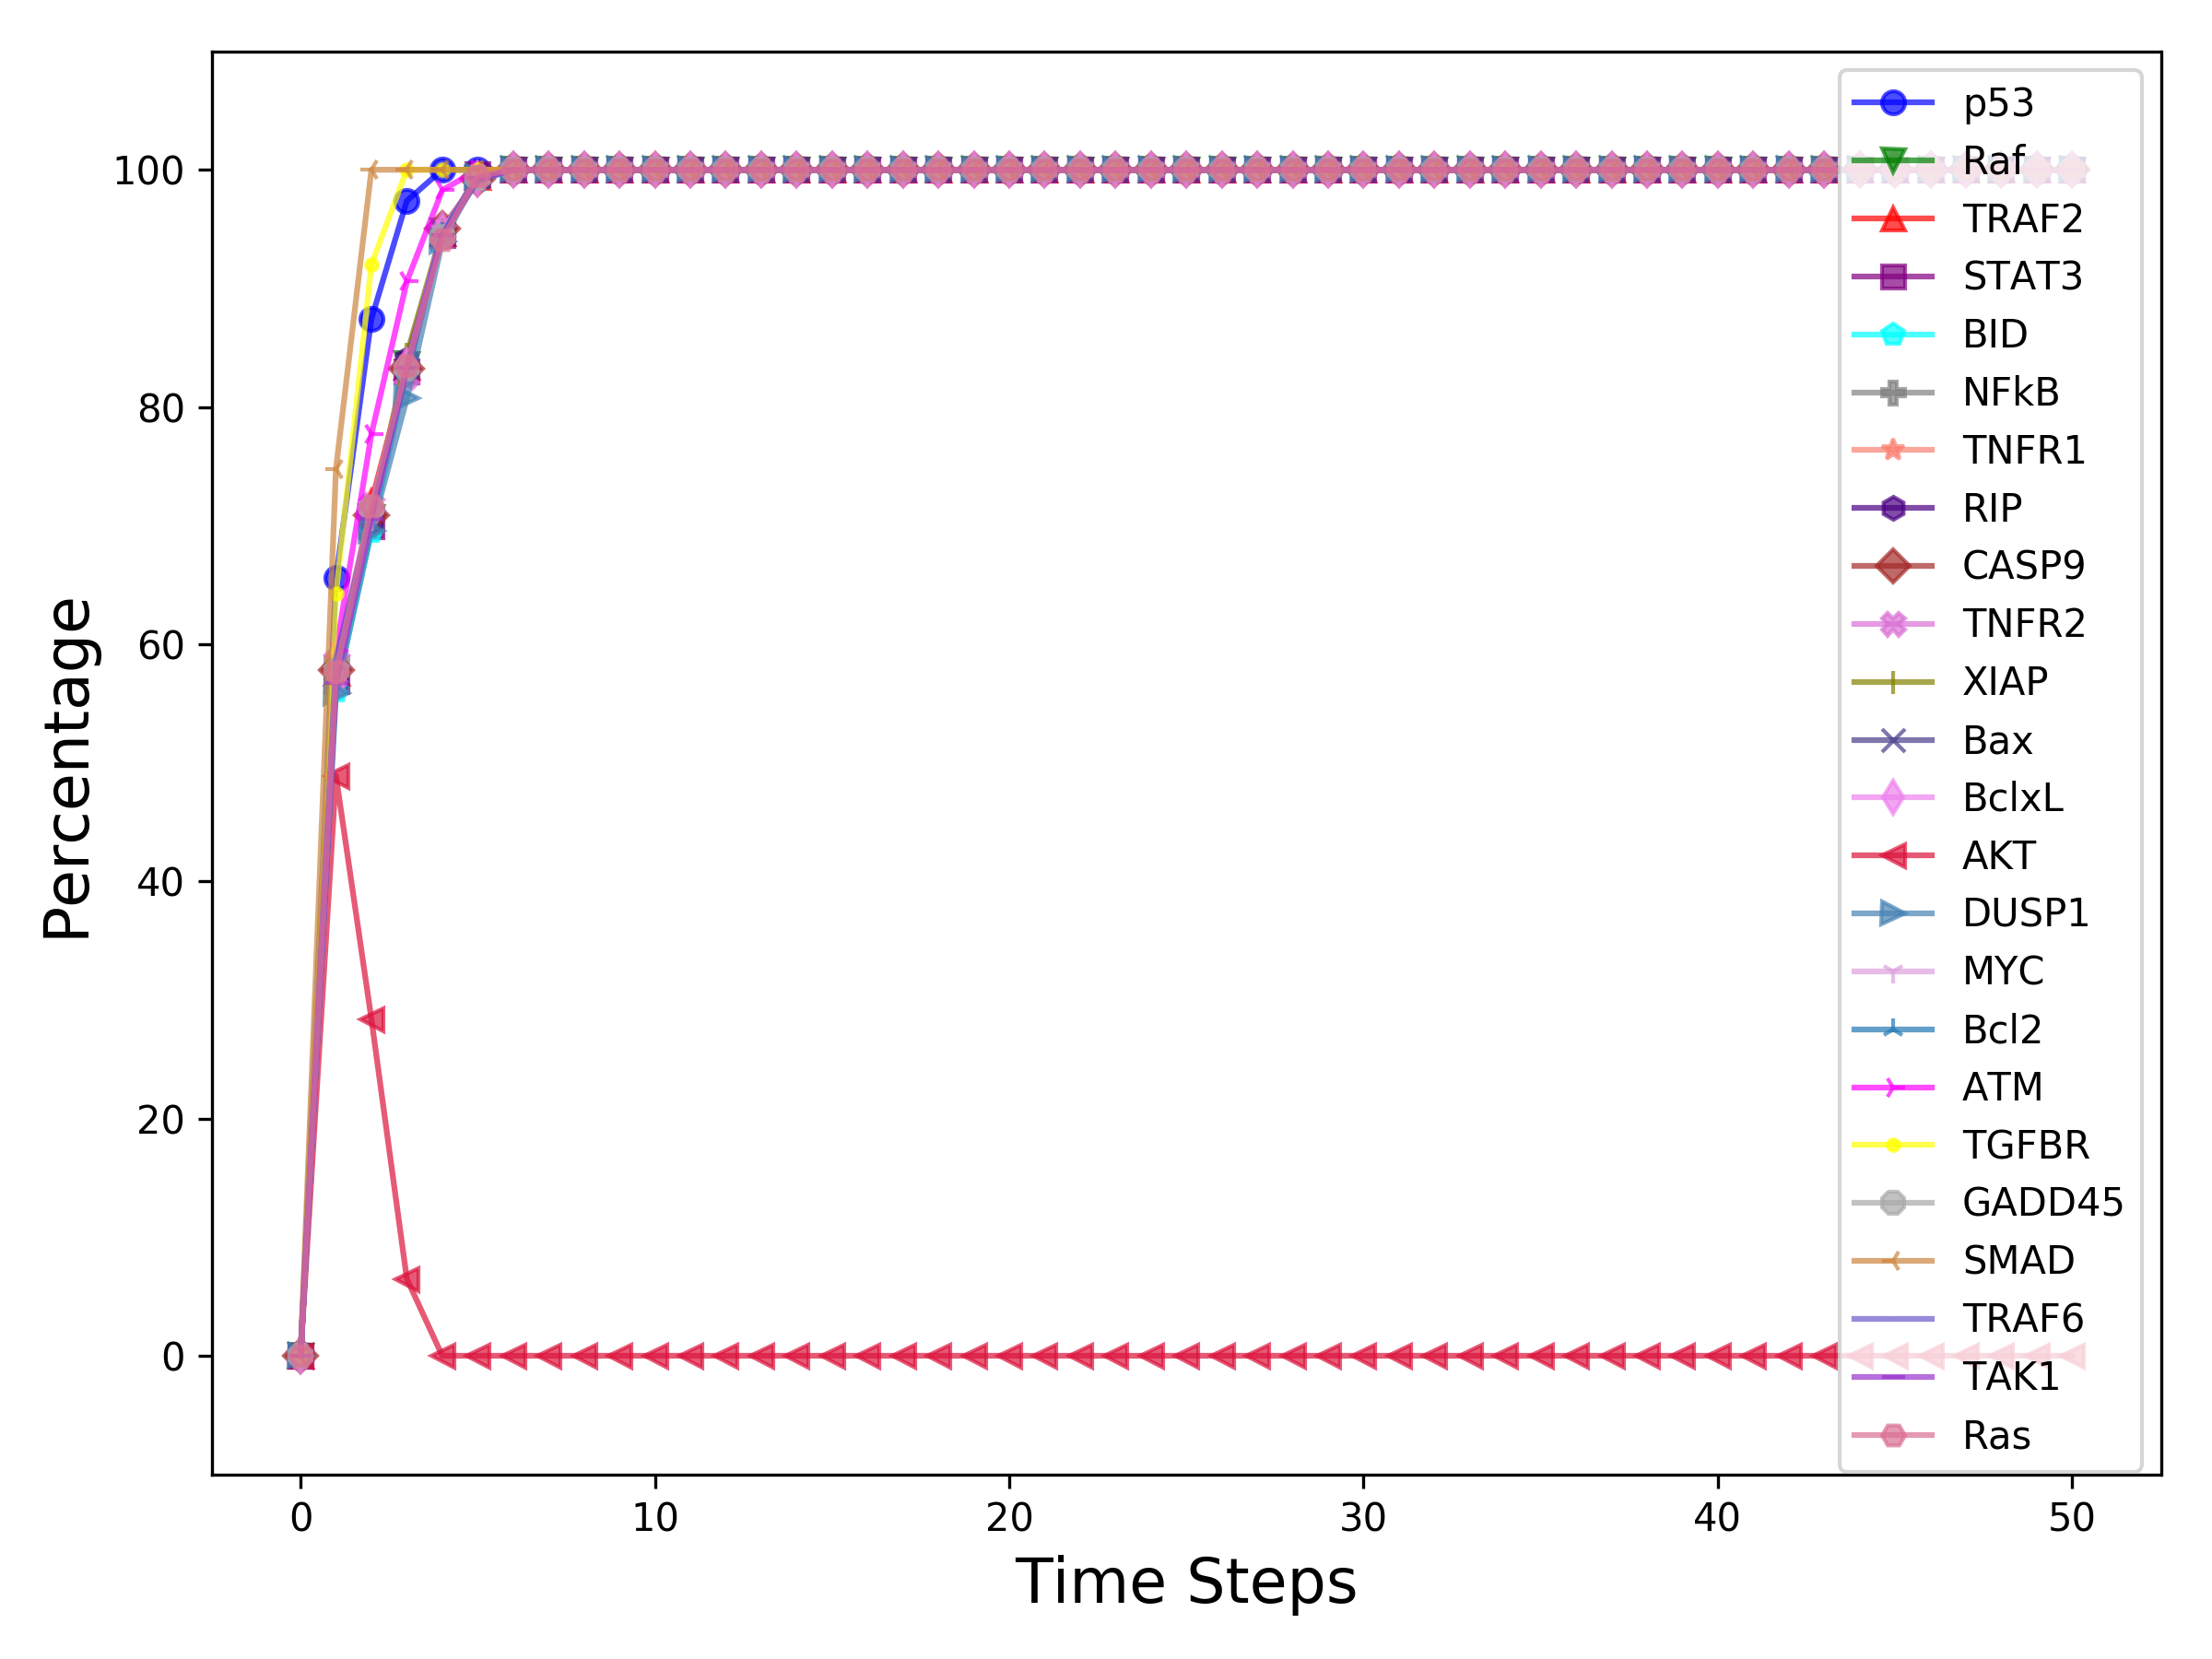 Percentage
100
80
60
40
20
0
0 10 20 30 40 50
Time Steps
p53
Raf
TRAF2
STAT3
BID
NFkB
TNFR1
RIP
CASP9
TNFR2
XIAP
Bax
BclxL
AKT
DUSP1
MYC
Bcl2
ATM
TGFBR
GADD45
SMAD
TRAF6
TAK1
Ras